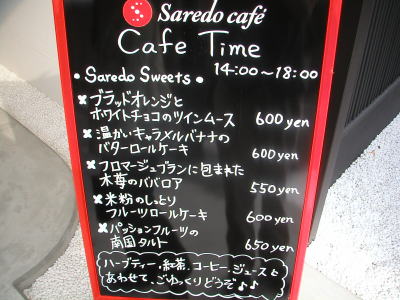 Saredo café
Cafe Time
• Saredo Sweets • 14:00~18:00
×ブラッドオレンジと
ホワイトチョコのツインムース 600yen
×温かいキャラメルバナナの
バターロールケーキ 600yen
×フロマージュブランに包まれた
木苺のババロア 550yen
×米粉のしっとり
フルーツロールケーキ 600yen
×パッションフルーツの
南国タルト 650yen
ハーブティー、紅茶、コーヒー、ジュースと
あわせて、ごゆっくりどうぞ♪♪